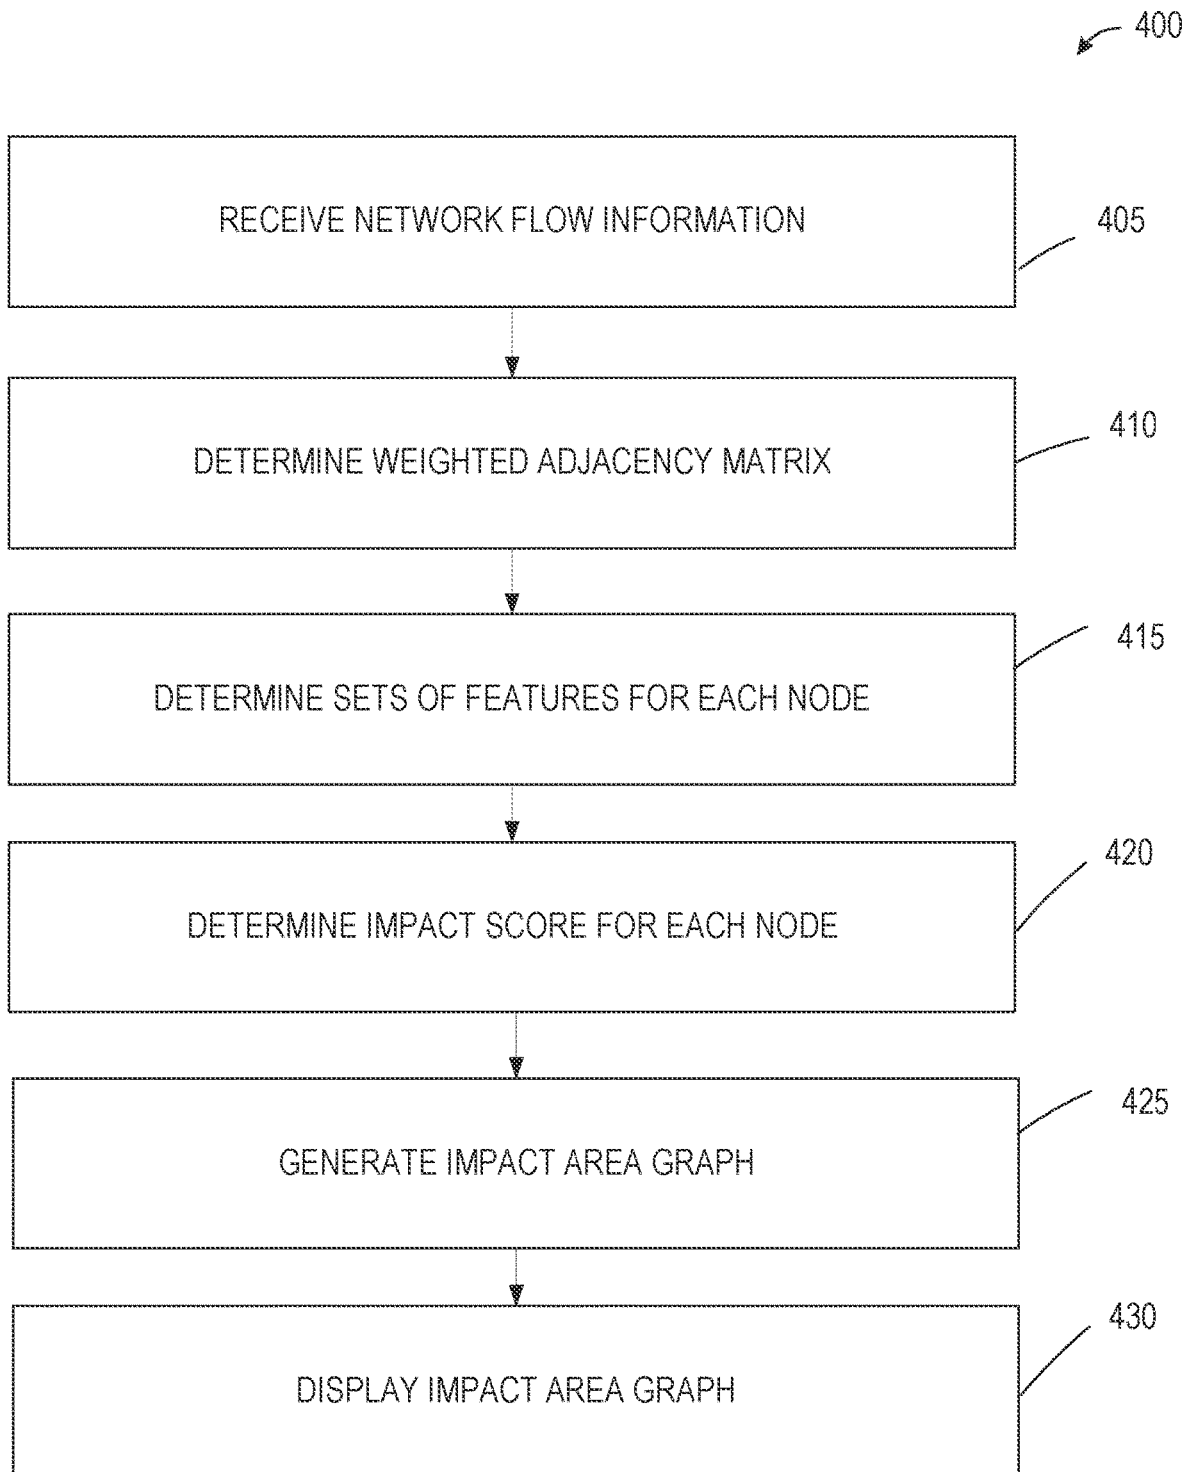 400
RECEIVE NETWORK FLOW INFORMATION
405
DETERMINE WEIGHTED ADJACENCY MATRIX
410
DETERMINE SETS OF FEATURES FOR EACH NODE
415
DETERMINE IMPACT SCORE FOR EACH NODE
420
GENERATE IMPACT AREA GRAPH
425
DISPLAY IMPACT AREA GRAPH
430